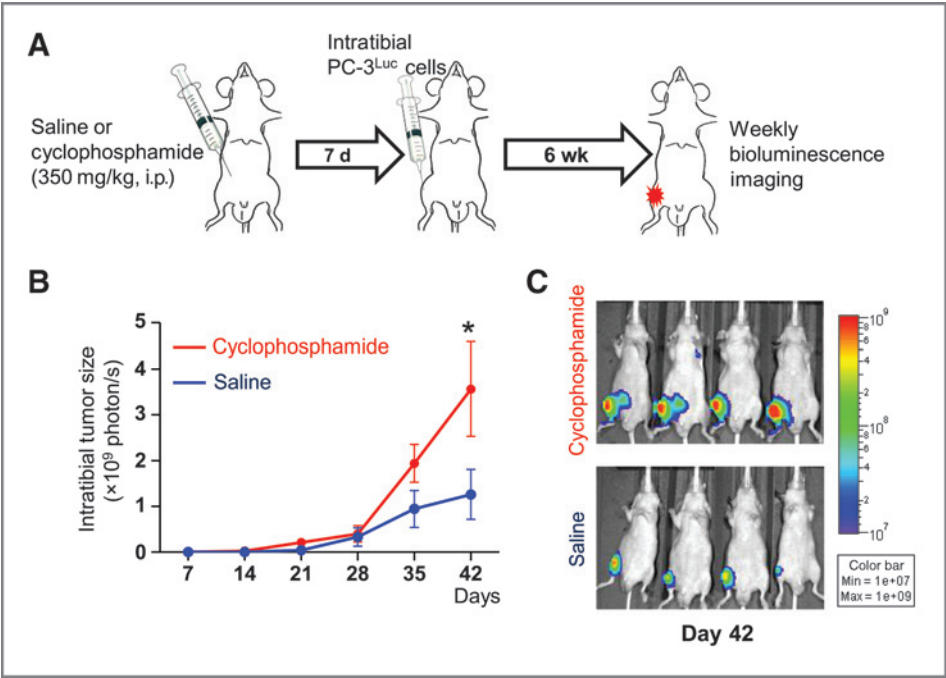 A
Saline or
cyclophosphamide
(350 mg/kg, i.p.)
7 d
Intratibial
PC-3Luc cells
6 wk
Weekly
bioluminescence
imaging
B
Intratibial tumor size
(×10⁹ photon/s)
5
4
3
2
1
0
Cyclophosphamide
Saline
*
7 14 21 28 35 42
Days
C
Cyclophosphamide
Saline
10⁹
8
6
4
2
10⁸
8
6
4
2
10⁷
Color bar
Min = 1e+07
Max = 1e+09
Day 42